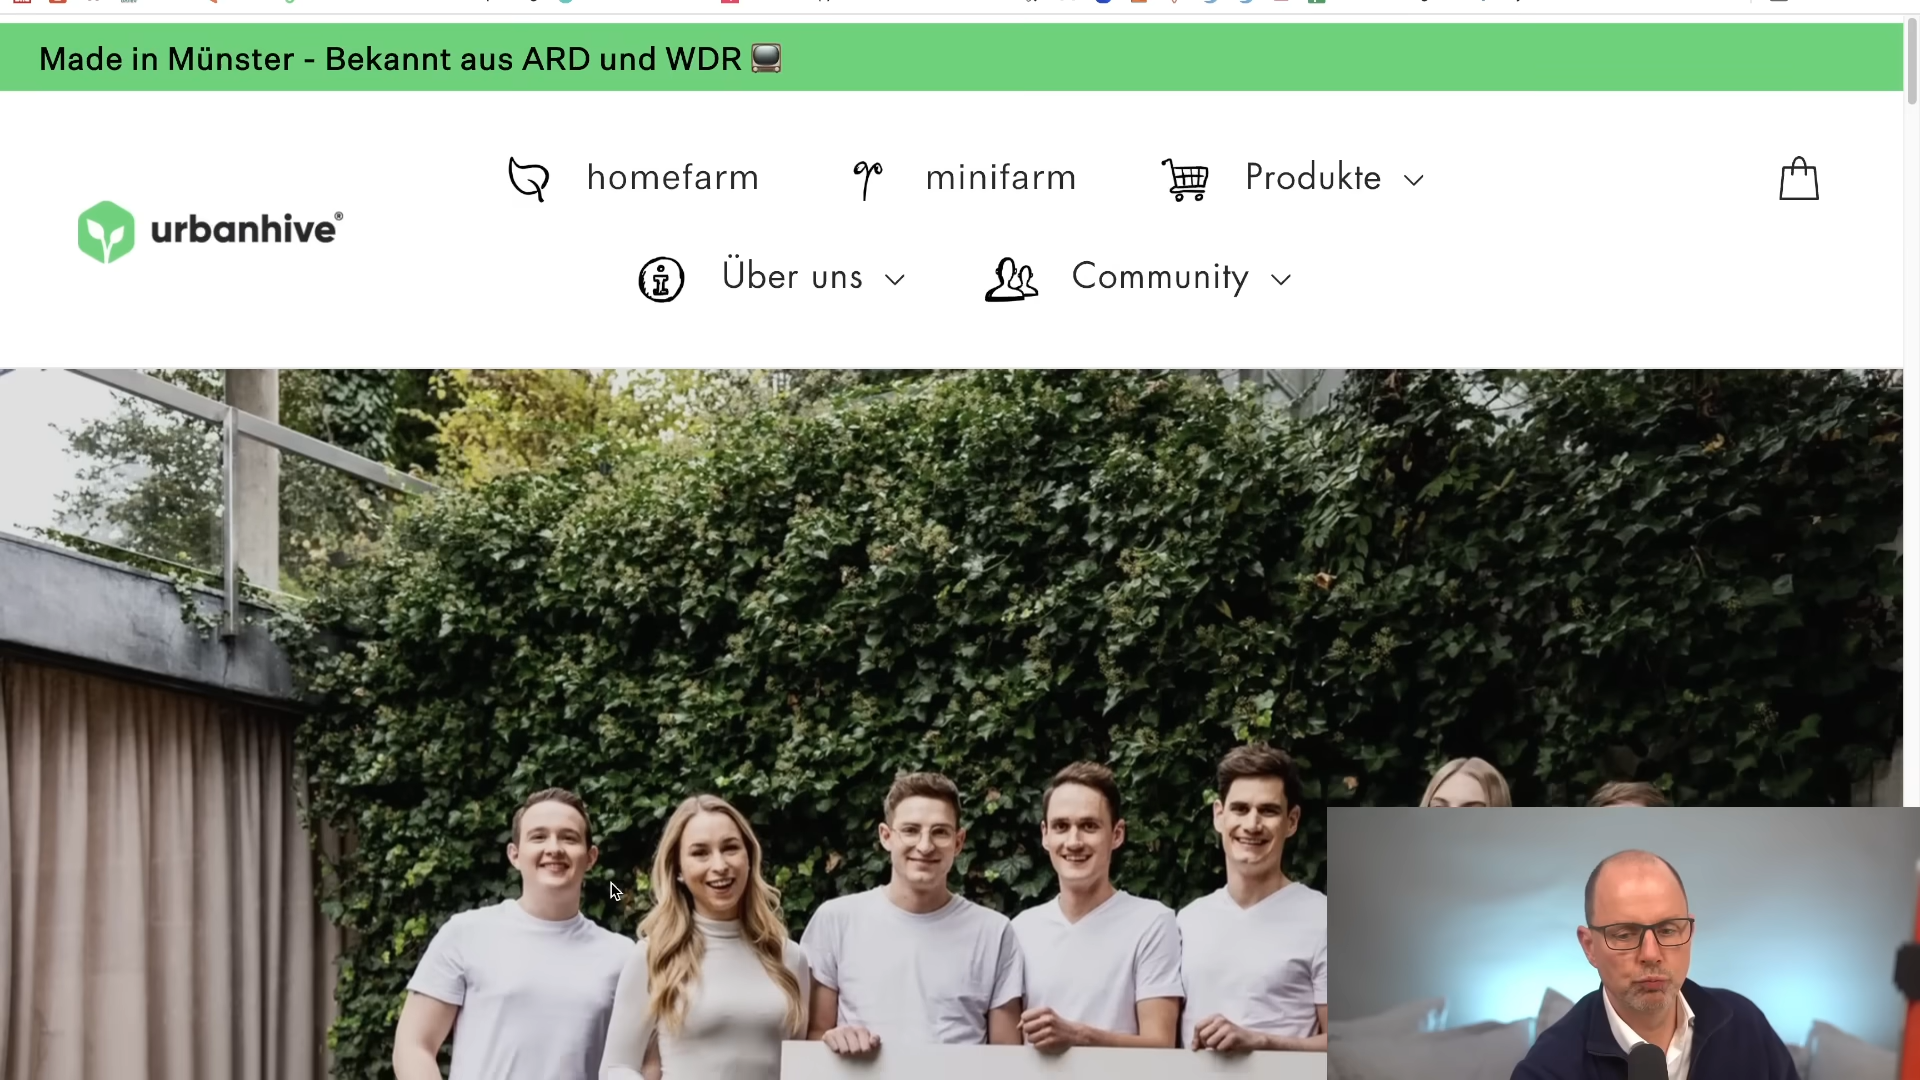 Made in Münster - Bekannt aus ARD und WDR
homefarm
minifarm
Produkte
urbanhive®
Über uns
Community